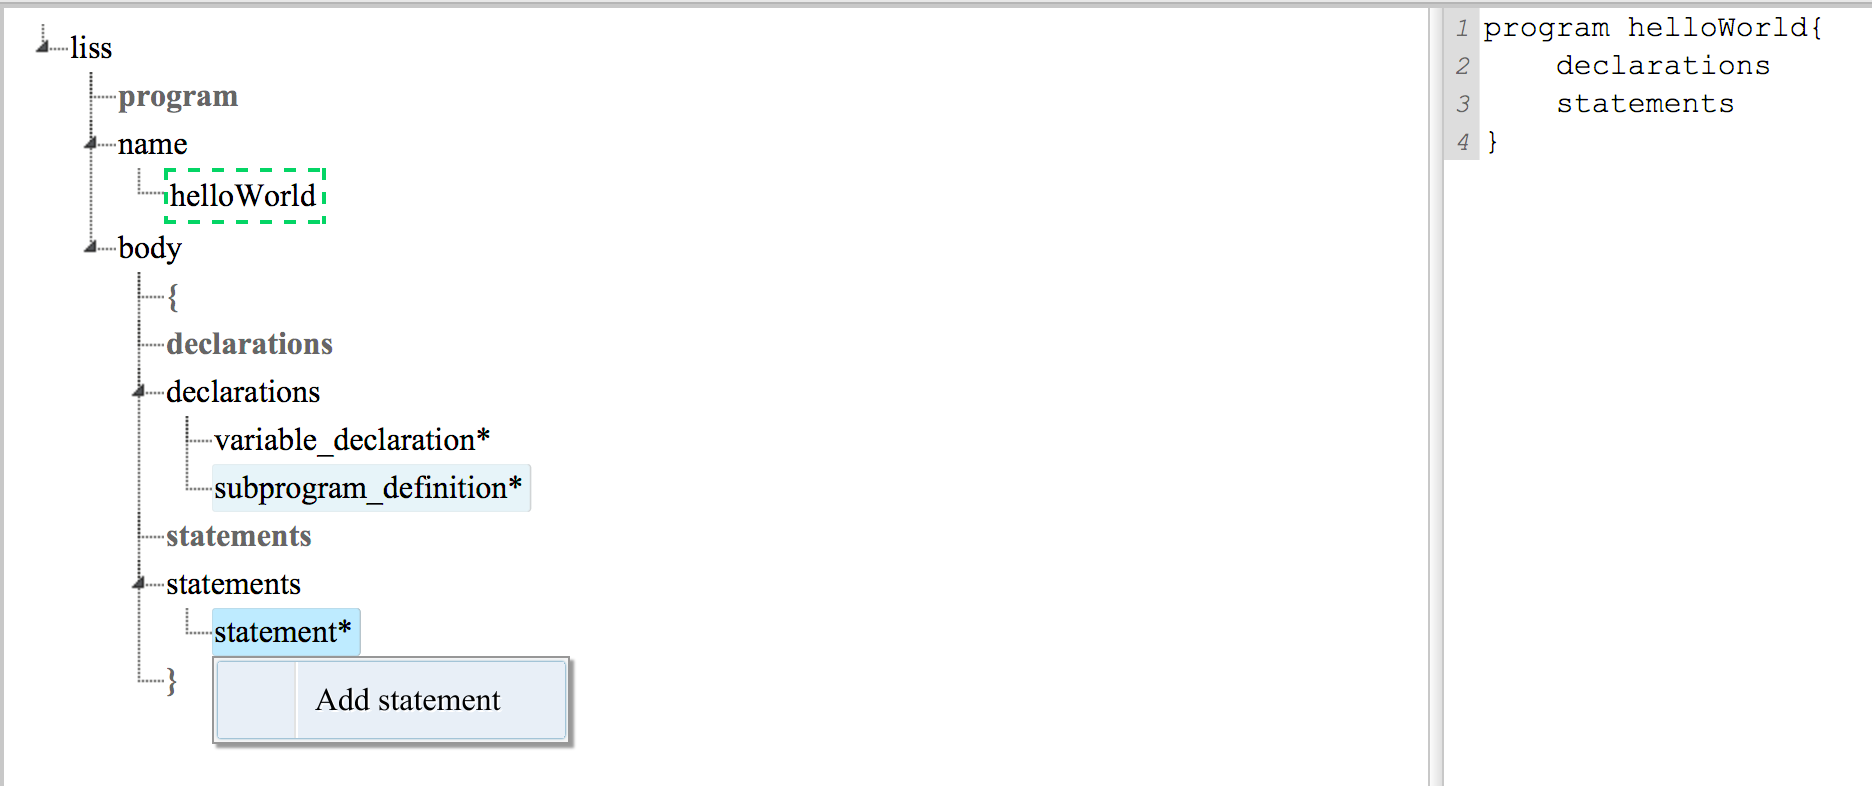 liss
program
name
helloWorld
body
{
declarations
declarations
variable_declaration*
subprogram_definition*
statements
statements
statement*
}
Add statement
1 program helloWorld{
2 declarations
3 statements
4 }